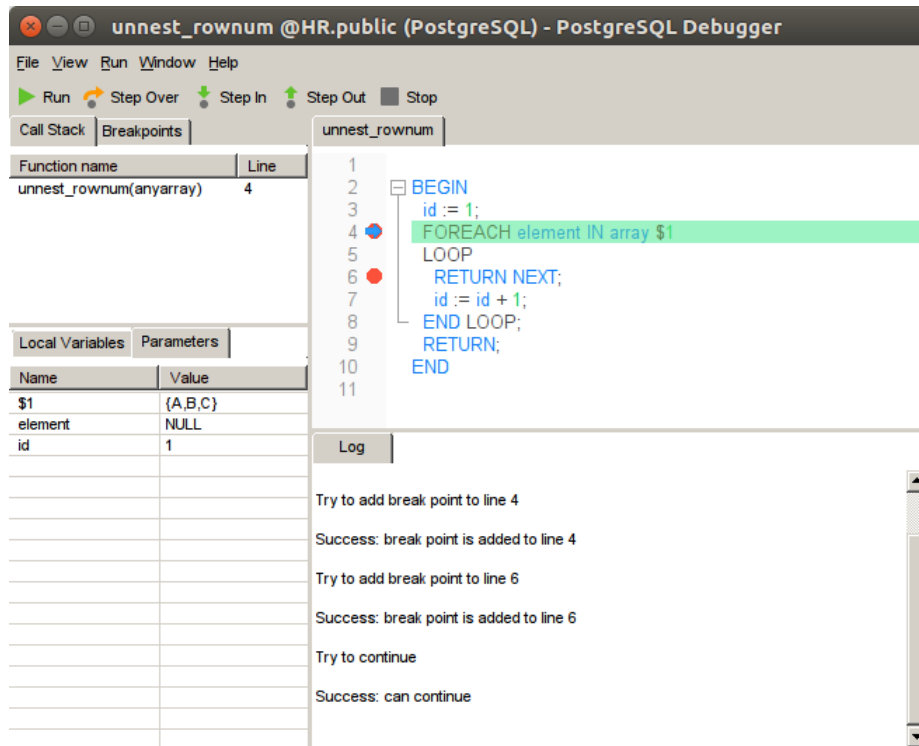 unnest_rownum @HR.public (PostgreSQL) - PostgreSQL Debugger
File View Run Window Help
Run Step Over Step In Step Out Stop
Call Stack Breakpoints
Function name Line
unnest_rownum(anyarray) 4
Local Variables Parameters
Name Value
$1 {A,B,C}
element NULL
id 1
unnest_rownum
1
2 BEGIN
3 id := 1;
4 FOREACH element IN array $1
5 LOOP
6 RETURN NEXT;
7 id := id + 1;
8 END LOOP;
9 RETURN;
10 END
11
Log
Try to add break point to line 4
Success: break point is added to line 4
Try to add break point to line 6
Success: break point is added to line 6
Try to continue
Success: can continue